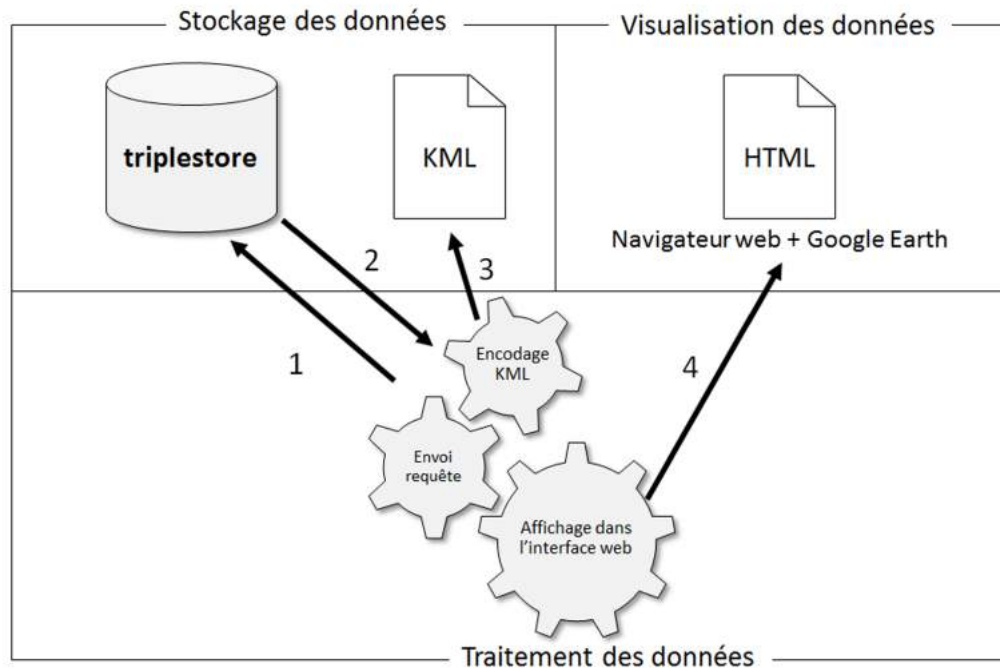 Stockage des données
Visualisation des données
triplestore
KML
HTML
Navigateur web + Google Earth
2
3
1
Encodage
KML
4
Envoi
requête
Affichage dans
l'interface web
Traitement des données